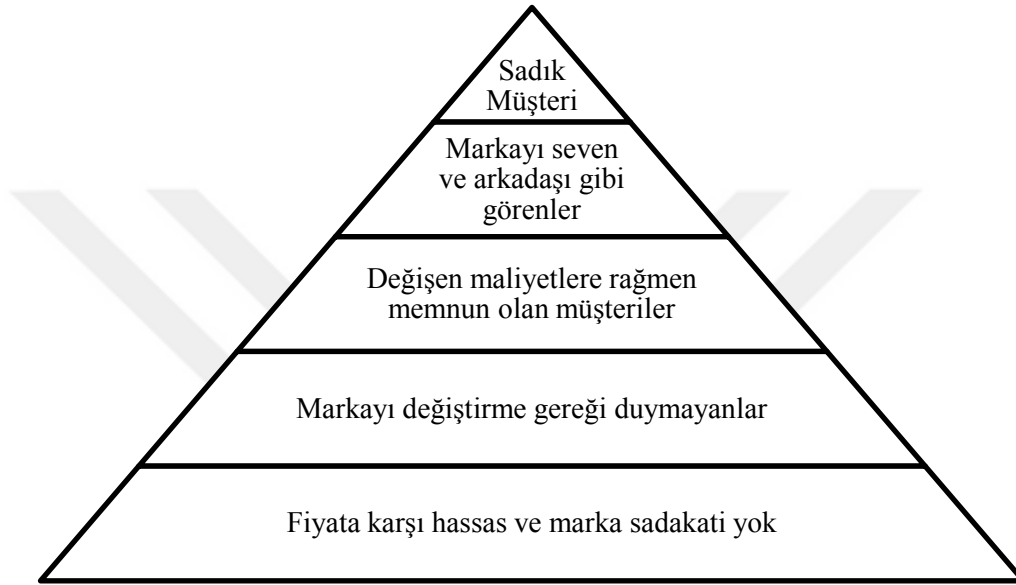 Sadık
Müşteri
Markayı seven
ve arkadaşı gibi
görenler
Değişen maliyetlere rağmen
memnun olan müşteriler
Markayı değiştirme gereği duymayanlar
Fiyata karşı hassas ve marka sadakati yok